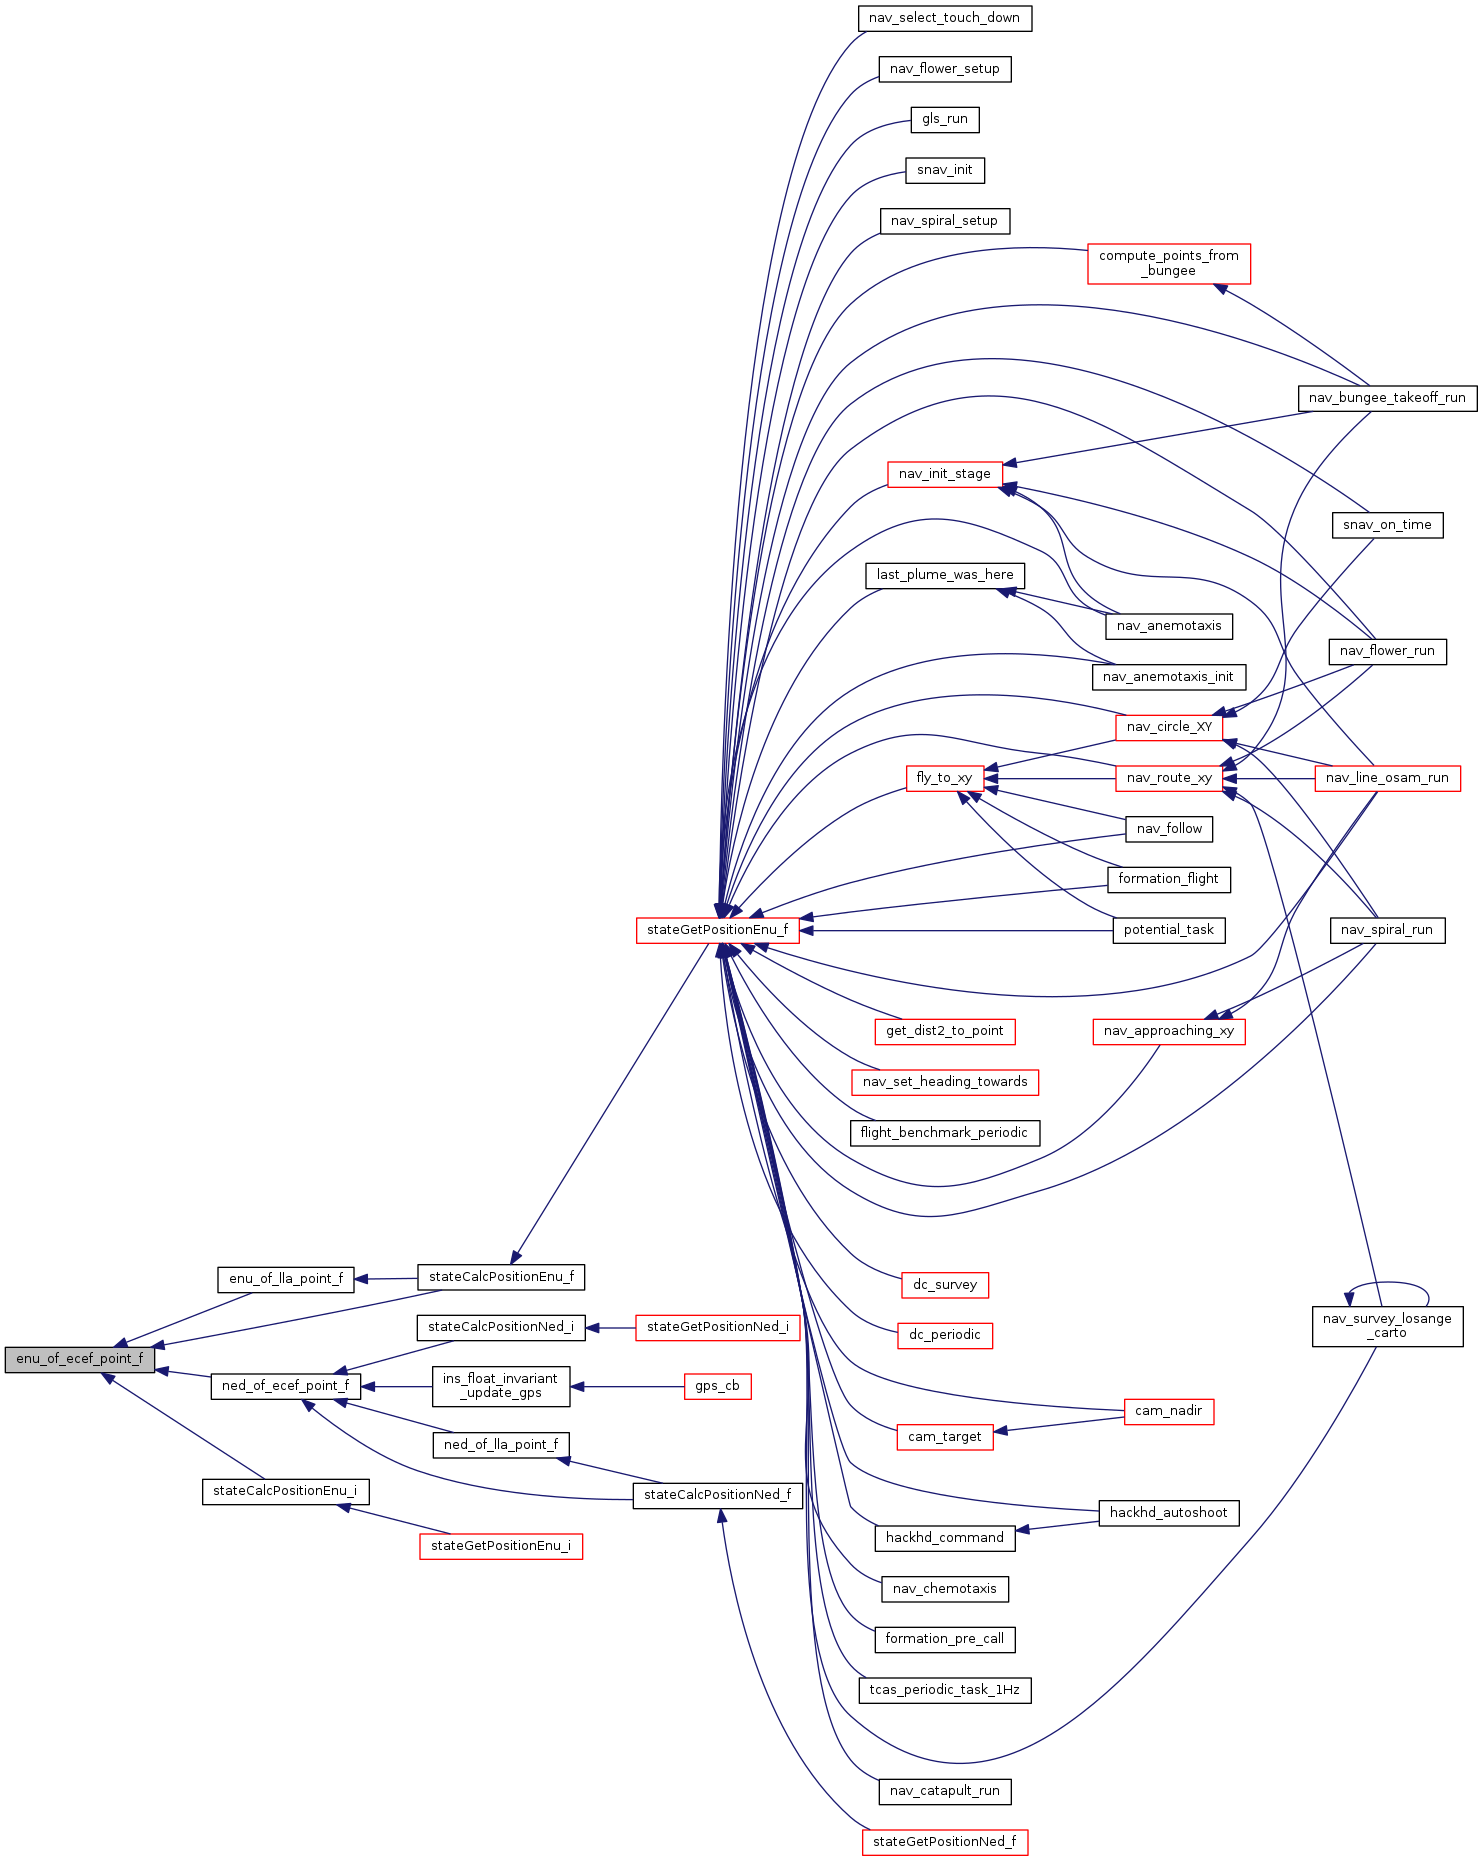 nav_select_touch_down
nav_flower_setup
gls_run
snav_init
nav_spiral_setup
compute_points_from
_bungee
nav_bungee_takeoff_run
nav_init_stage
snav_on_time
last_plume_was_here
nav_anemotaxis
nav_flower_run
nav_anemotaxis_init
nav_circle_XY
fly_to_xy
nav_route_xy
nav_line_osam_run
nav_follow
formation_flight
stateGetPositionEnu_f
potential_task
nav_spiral_run
get_dist2_to_point
nav_approaching_xy
nav_set_heading_towards
flight_benchmark_periodic
enu_of_lla_point_f
stateCalcPositionEnu_f
dc_survey
stateCalcPositionNed_i
stateGetPositionNed_i
dc_periodic
nav_survey_losange
_carto
enu_of_ecef_point_f
ned_of_ecef_point_f
ins_float_invariant
_update_gps
gps_cb
cam_nadir
ned_of_lla_point_f
cam_target
stateCalcPositionEnu_i
stateCalcPositionNed_f
hackhd_autoshoot
stateGetPositionEnu_i
hackhd_command
nav_chemotaxis
formation_pre_call
tcas_periodic_task_1Hz
nav_catapult_run
stateGetPositionNed_f